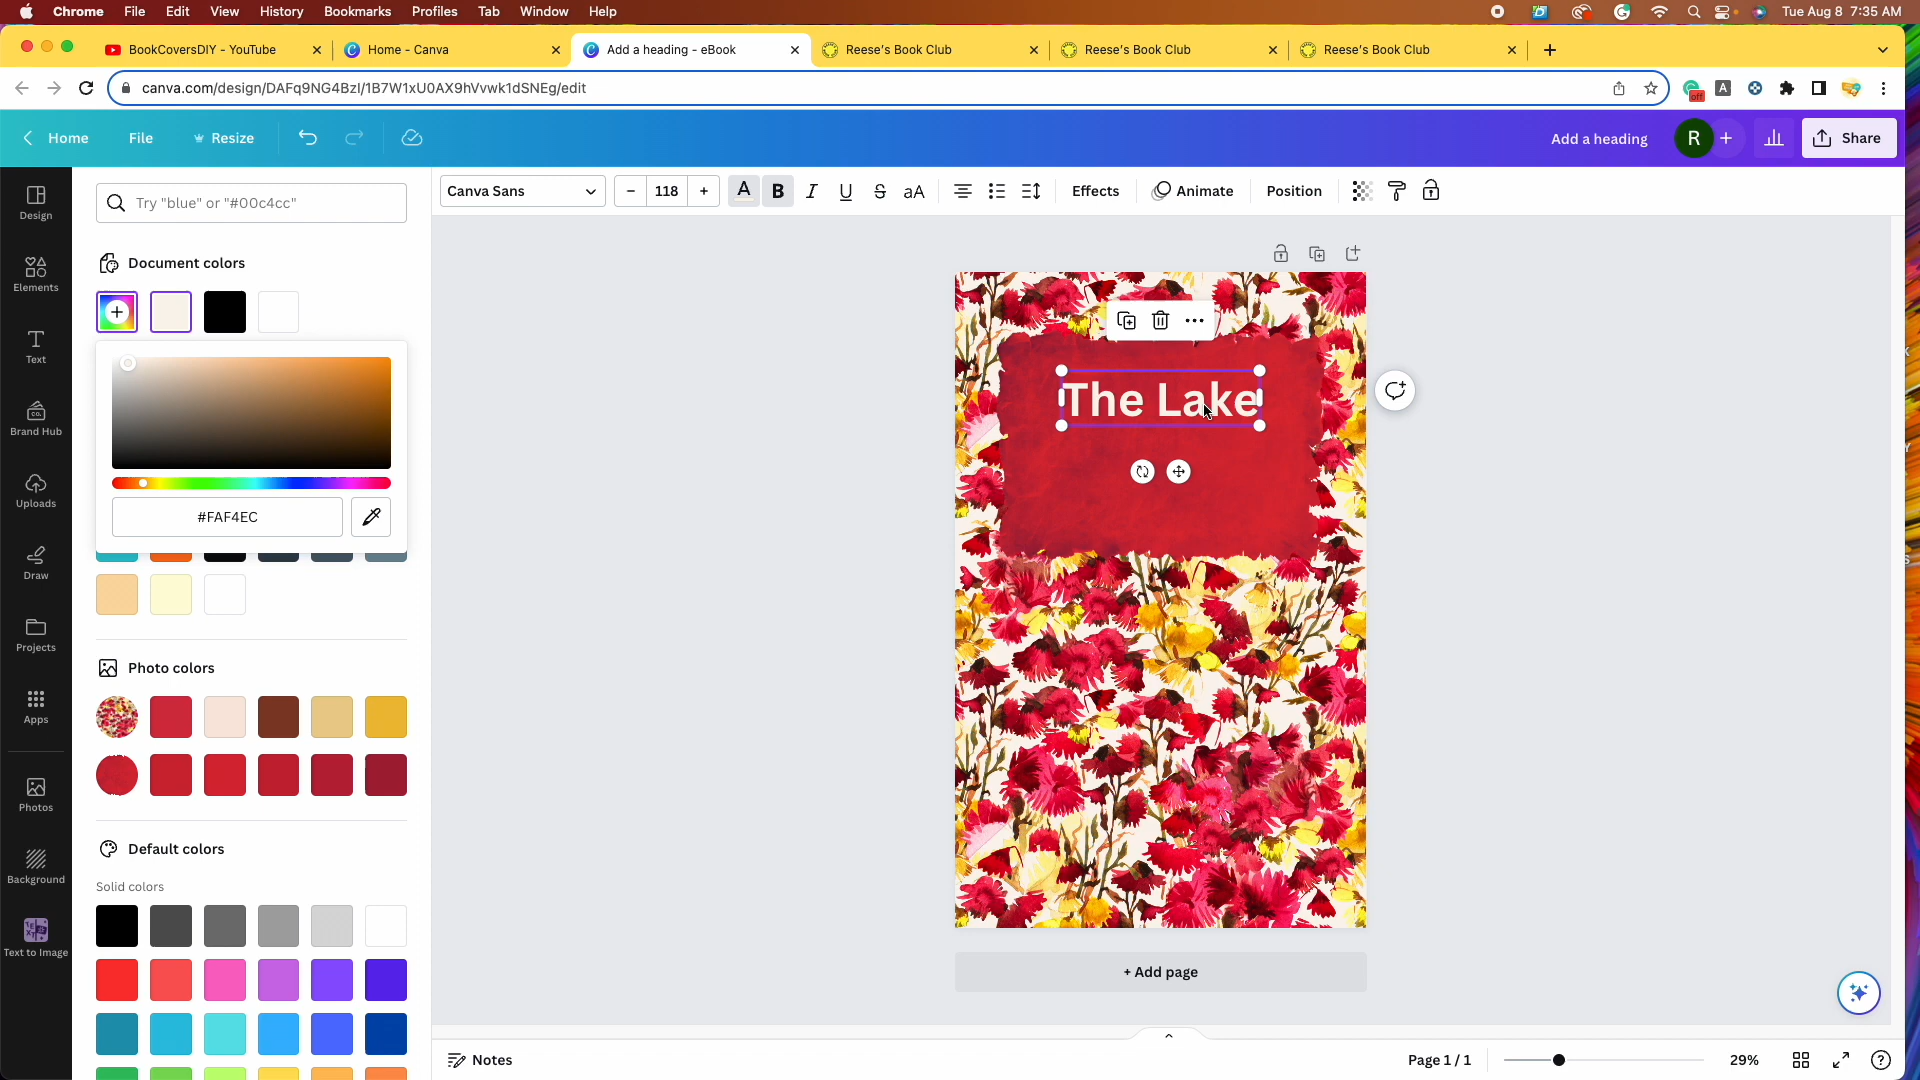 Chrome File Edit View History Bookmarks Profiles Tab Window Help Tue Aug 8 7:35 AM
BookCoversDIY - YouTube Home - Canva Add a heading - eBook Reese's Book Club Reese's Book Club Reese's Book Club
canva.com/design/DAFq9NG4BzI/1B7W1xU0AX9hVvwk1dSNEg/edit off A
Home File Resize Add a heading R Share
Canva Sans 118 A B I U S aA Effects Animate Position
Design
Elements
Text
Brand Hub
Uploads
Draw
Projects
Apps
Photos
Background
Text to Image
Try "blue" or "#00c4cc"
Document colors
#FAF4EC
Photo colors
Default colors
Solid colors
The Lake
+ Add page
Notes Page 1 / 1 29%